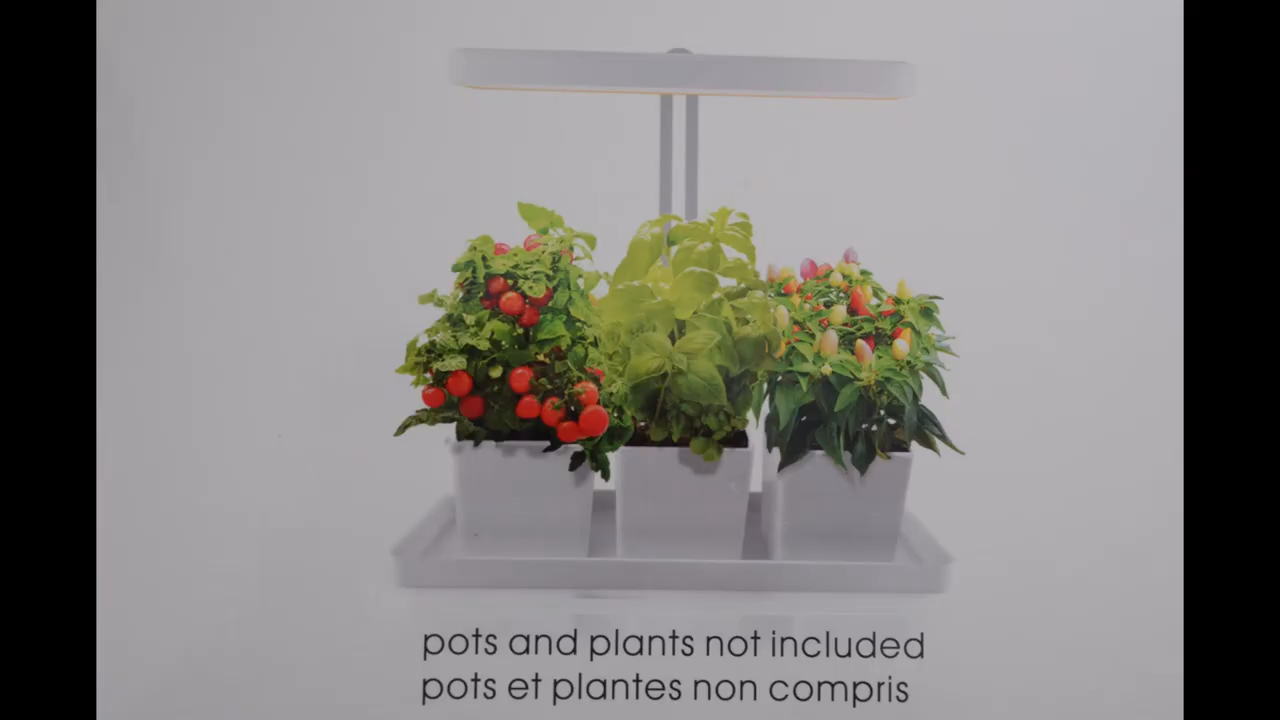 pots and plants not included
pots et plantes non compris